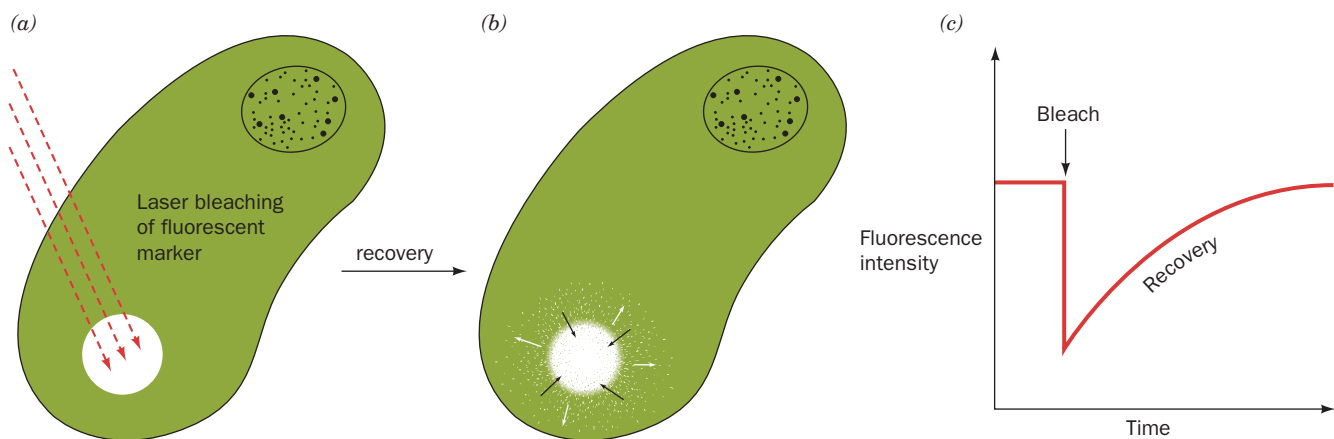 (a)
Laser bleaching
of fluorescent
marker
recovery
(b)
(c)
Bleach
Fluorescence
intensity
Recovery
Time